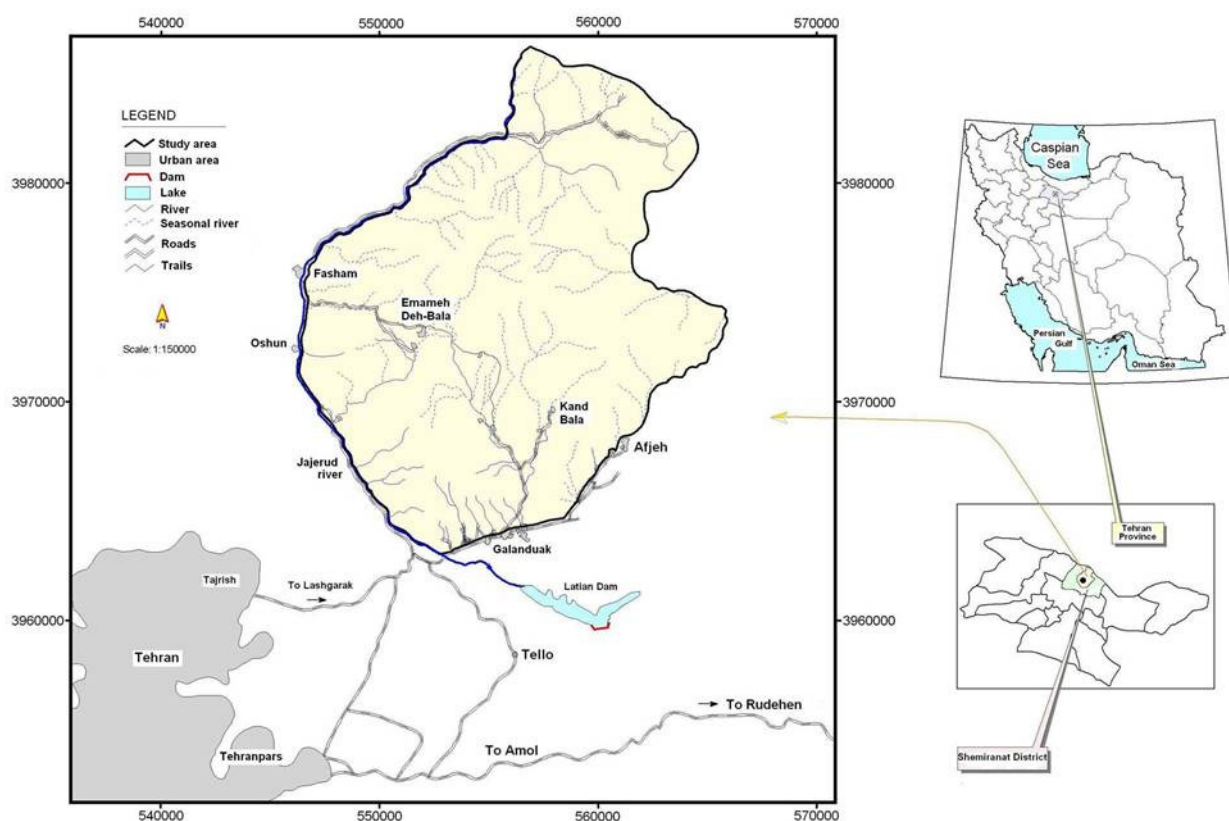 540000
550000
560000
570000
LEGEND
Study area
Urban area
Dam
Lake
River
Seasonal river
Roads
Trails
N
Scale: 1:150000
3980000
3970000
3960000
Fasham
Emameh
Deh-Bala
Oshun
Kand
Bala
Afjeh
Jajerud
river
Galanduak
Tajrish
To Lashgarak
Latian Dam
Tehran
Tello
To Rudehen
Tehranpars
To Amol
540000
550000
560000
570000
3980000
3970000
3960000
Caspian
Sea
Persian
Gulf
Oman Sea
Tehran
Province
Shemiranat District